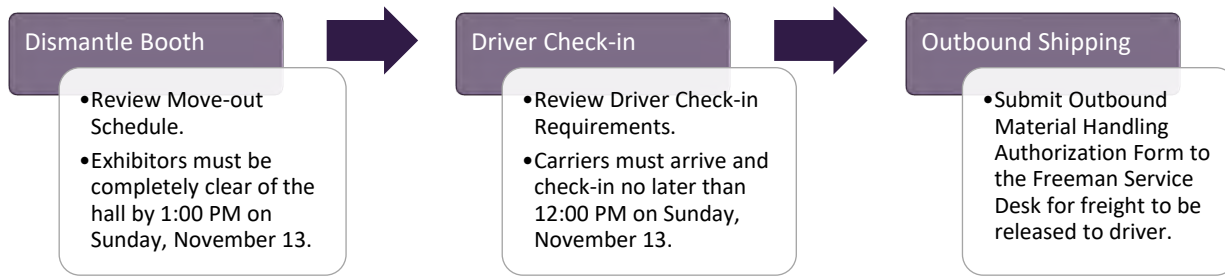 Dismantle Booth
•Review Move-out
Schedule.
•Exhibitors must be
completely clear of the
hall by 1:00 PM on
Sunday, November 13.
Driver Check-in
•Review Driver Check-in
Requirements.
•Carriers must arrive and
check-in no later than
12:00 PM on Sunday,
November 13.
Outbound Shipping
•Submit Outbound
Material Handling
Authorization Form to
the Freeman Service
Desk for freight to be
released to driver.